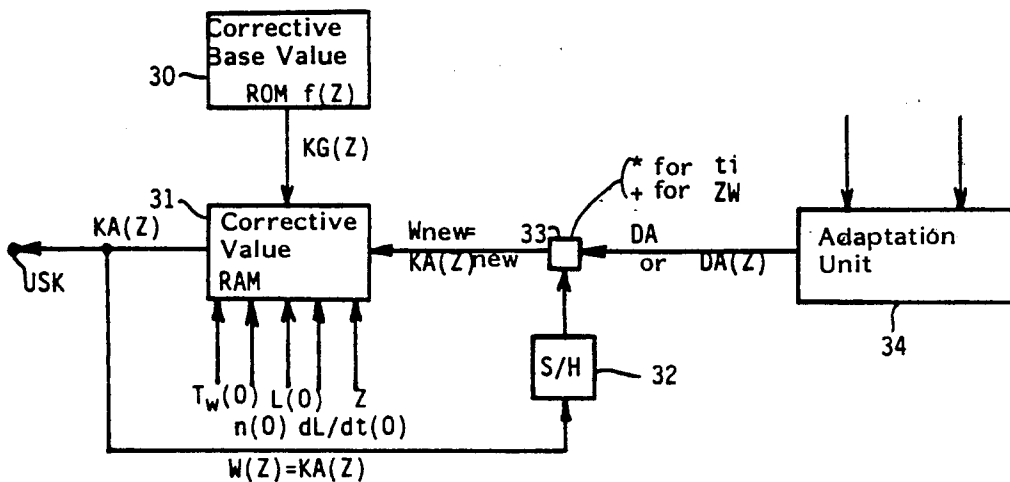 Corrective
Base Value
ROM f(Z)
30
KG(Z)
31
Corrective
Value
RAM
KA(Z)
USK
Wnew=
KA(Z)new
33
* for ti
+ for ZW
DA
or DA(Z)
Adaptation
Unit
34
S/H
32
Tw(0) L(0) Z
n(0) dL/dt(0)
W(Z)=KA(Z)